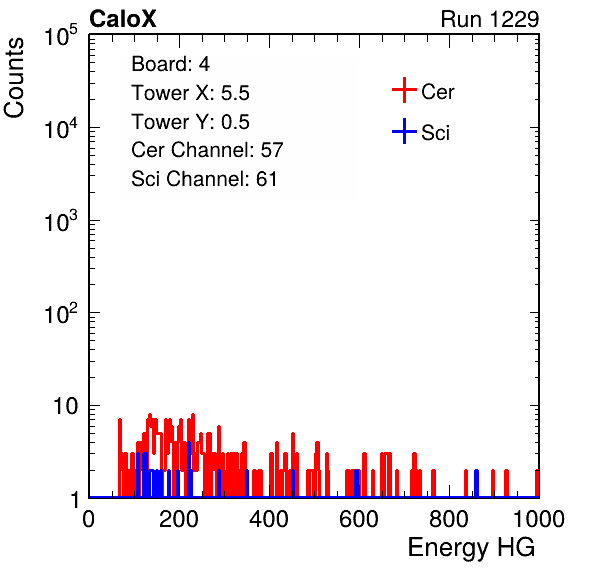 CaloX Run 1229
Counts
10^5
10^4
10^3
10^2
10
1
Board: 4
Tower X: 5.5
Tower Y: 0.5
Cer Channel: 57
Sci Channel: 61
Cer
Sci
0 200 400 600 800 1000
Energy HG